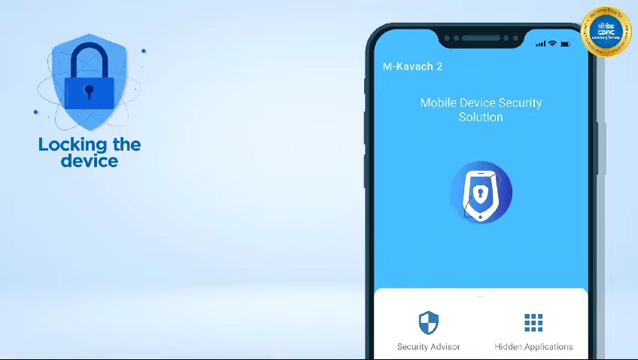 सी डैक
CDAC
M-Kavach 2
Mobile Device Security
Solution
Locking the
device
Security Advisor
Hidden Applications